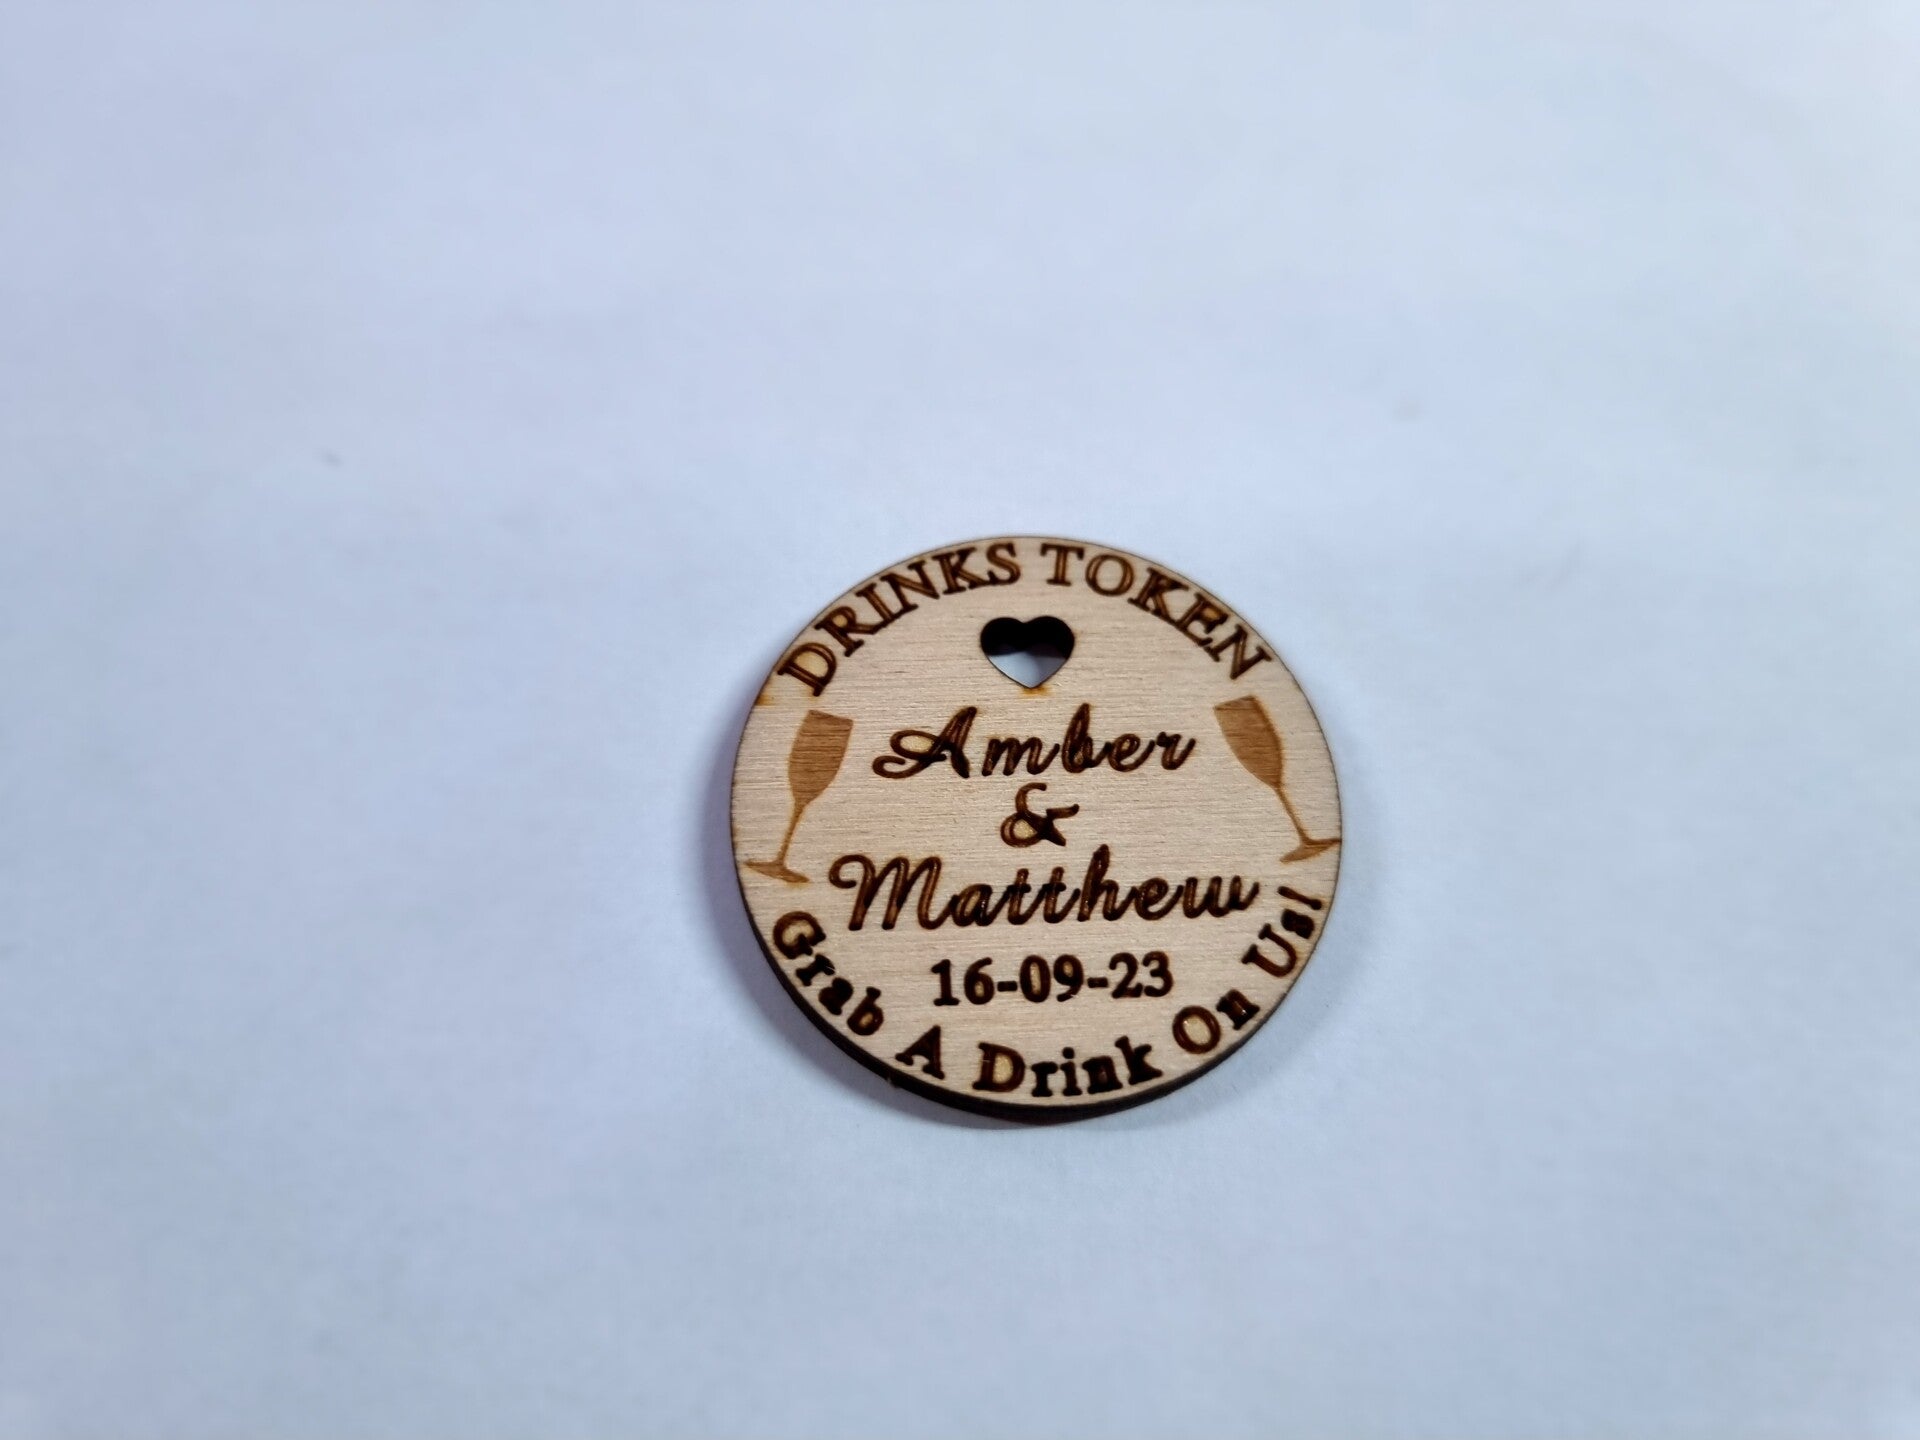 DRINKS TOKEN
Amber
&
Matthew
16-09-23
Grab A Drink On Us!